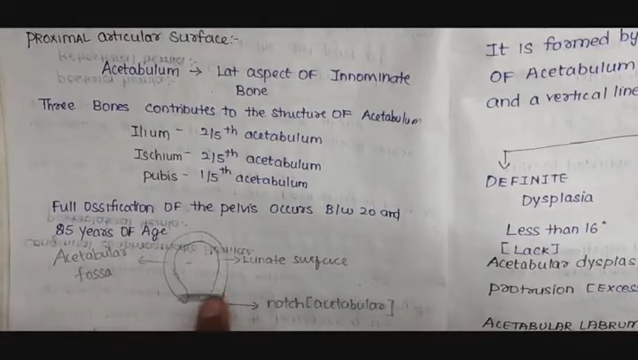 PROXIMAL articular surface:-
Acetabulum → Lat aspect OF Innominate
Bone
Three Bones contributes to the structure OF Acetabulum
Ilium - 2/5th acetabulum
Ischium - 2/5th acetabulum
pubis - 1/5th acetabulum
Full Ossification OF the pelvis occurs B/w 20 and
85 years OF Age
Acetabular
fossa
Lunate surface
notch[acetabular]
It is formed by
OF Acetabulum
and a vertical line
DEFINITE
Dysplasia
Less than 16°
[Lack]
Acetabular dysplas
protrusion [Exces
ACETABULAR LABRUM